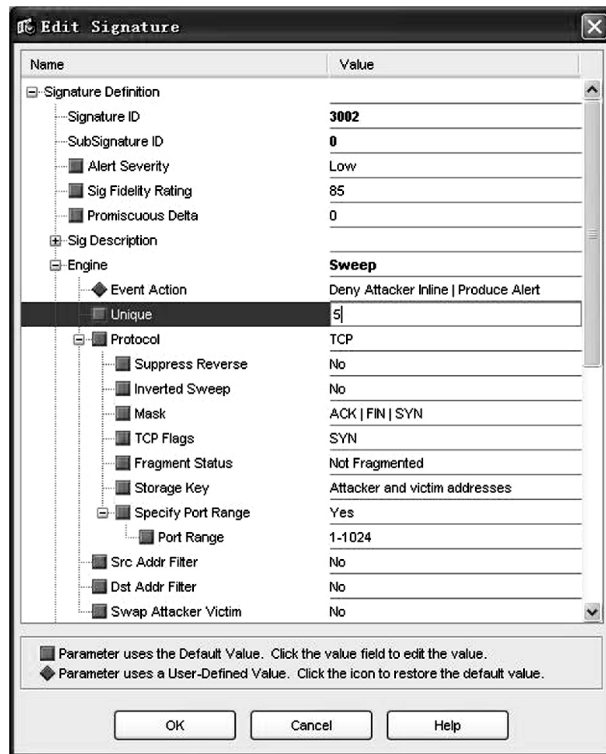 Edit Signature
Name Value
Signature Definition
Signature ID 3002
SubSignature ID 0
Alert Severity Low
Sig Fidelity Rating 85
Promiscuous Delta 0
Sig Description
Engine Sweep
Event Action Deny Attacker Inline | Produce Alert
Unique 5
Protocol TCP
Suppress Reverse No
Inverted Sweep No
Mask ACK | FIN | SYN
TCP Flags SYN
Fragment Status Not Fragmented
Storage Key Attacker and victim addresses
Specify Port Range Yes
Port Range 1-1024
Src Addr Filter No
Dst Addr Filter No
Swap Attacker Victim No
Parameter uses the Default Value. Click the value field to edit the value.
Parameter uses a User-Defined Value. Click the icon to restore the default value.
OK Cancel Help